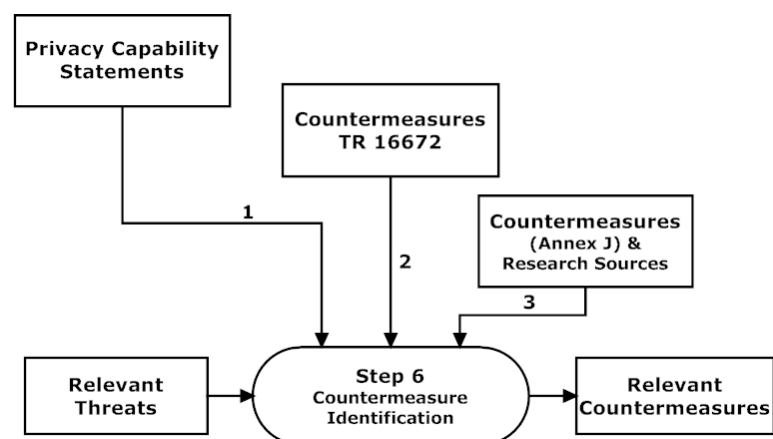 Privacy Capability
Statements
Countermeasures
TR 16672
Countermeasures
(Annex J) &
Research Sources
1
2
3
Relevant
Threats
Step 6
Countermeasure
Identification
Relevant
Countermeasures